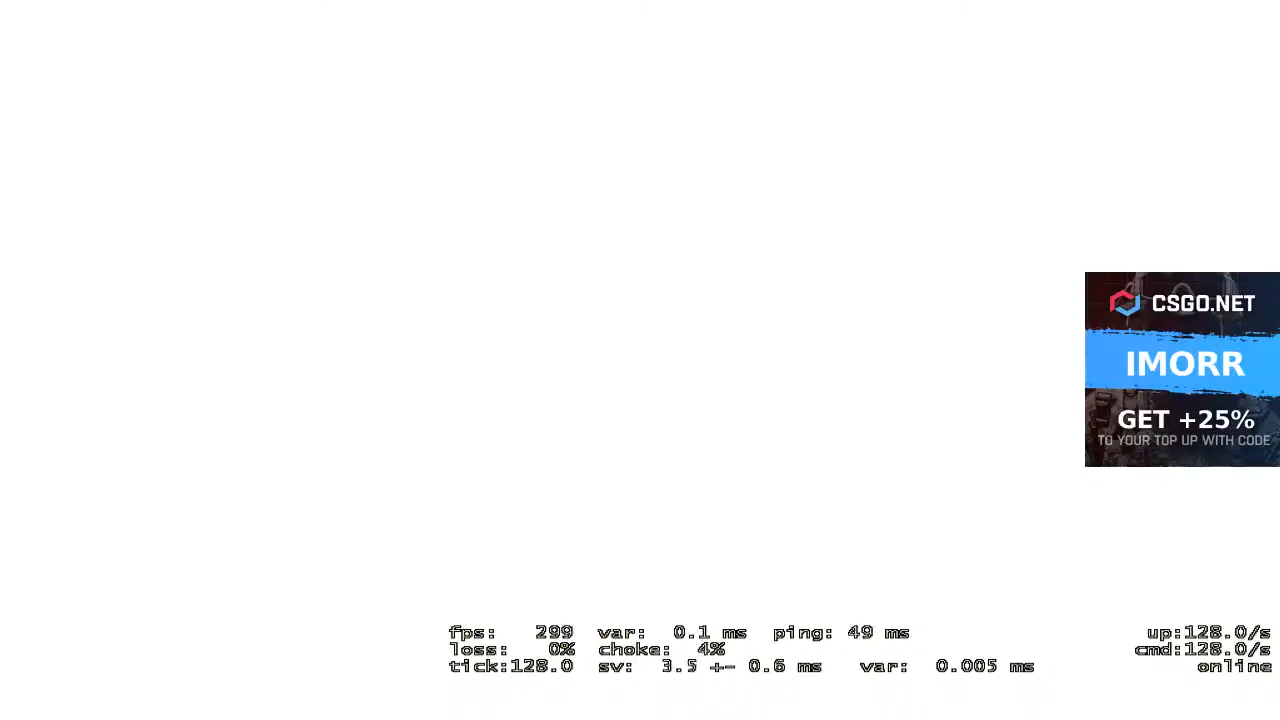 CSGO.NET
IMORR
GET +25%
TO YOUR TOP UP WITH CODE
fps: 299 var: 0.1 ms ping: 49 ms up:128.0/s
loss: 0% choke: 4% cmd:128.0/s
tick:128.0 sv: 3.5 +- 0.6 ms var: 0.005 ms online